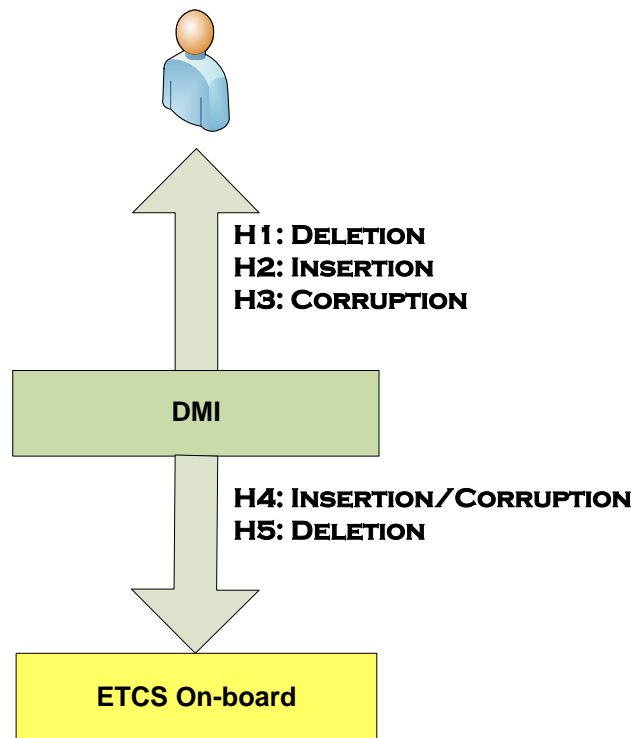 H1: DELETION
H2: INSERTION
H3: CORRUPTION
DMI
H4: INSERTION/CORRUPTION
H5: DELETION
ETCS On-board